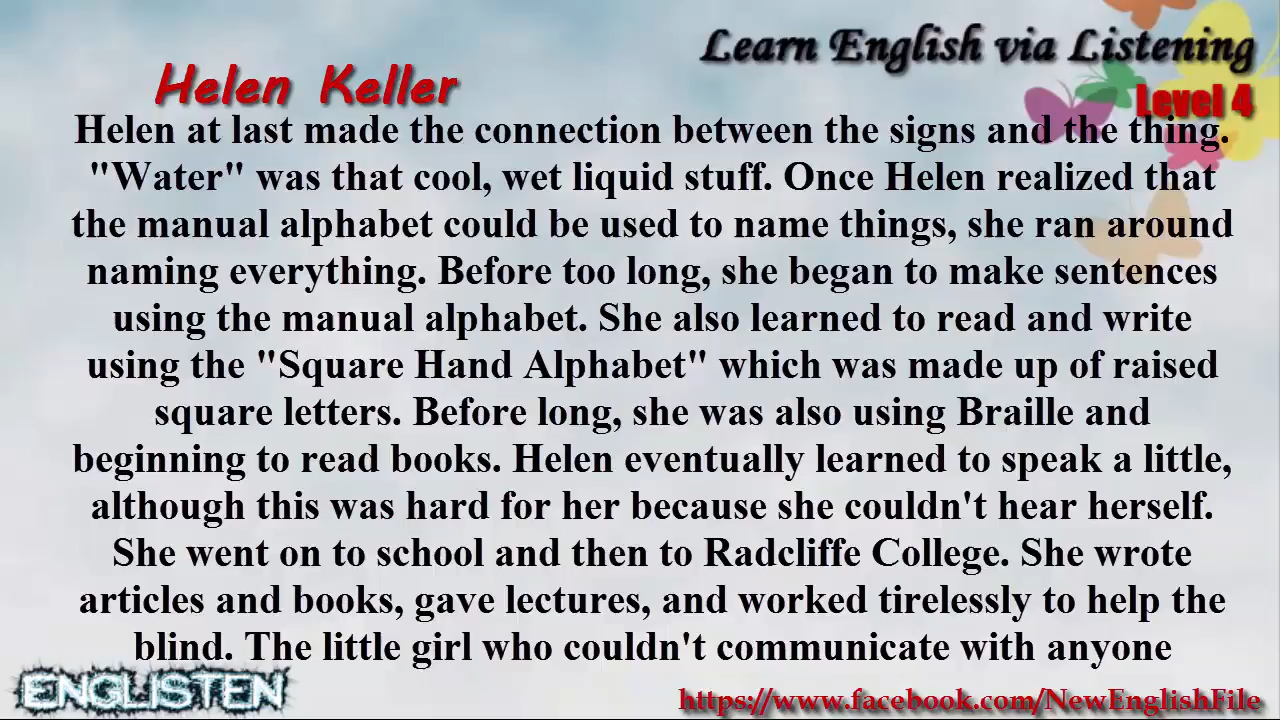 Learn English via Listening
Helen Keller
Level 4
Helen at last made the connection between the signs and the thing.
"Water" was that cool, wet liquid stuff. Once Helen realized that
the manual alphabet could be used to name things, she ran around
naming everything. Before too long, she began to make sentences
using the manual alphabet. She also learned to read and write
using the "Square Hand Alphabet" which was made up of raised
square letters. Before long, she was also using Braille and
beginning to read books. Helen eventually learned to speak a little,
although this was hard for her because she couldn't hear herself.
She went on to school and then to Radcliffe College. She wrote
articles and books, gave lectures, and worked tirelessly to help the
blind. The little girl who couldn't communicate with anyone
ENGLISTEN
https://www.facebook.com/NewEnglishFile